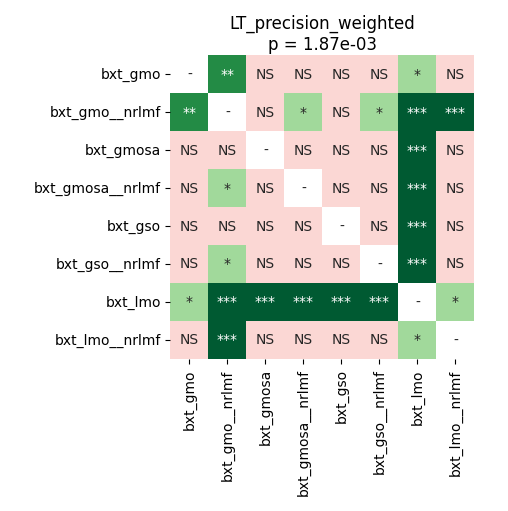 LT_precision_weighted
p = 1.87e-03
bxt_gmo - ** NS NS NS NS * NS
bxt_gmo__nrlmf ** - NS * NS * *** ***
bxt_gmosa NS NS - NS NS NS *** NS
bxt_gmosa__nrlmf NS * NS - NS NS *** NS
bxt_gso NS NS NS NS - NS *** NS
bxt_gso__nrlmf NS * NS NS NS - *** NS
bxt_lmo * *** *** *** *** *** - *
bxt_lmo__nrlmf NS *** NS NS NS NS * -
bxt_gmo
bxt_gmo__nrlmf
bxt_gmosa
bxt_gmosa__nrlmf
bxt_gso
bxt_gso__nrlmf
bxt_lmo
bxt_lmo__nrlmf